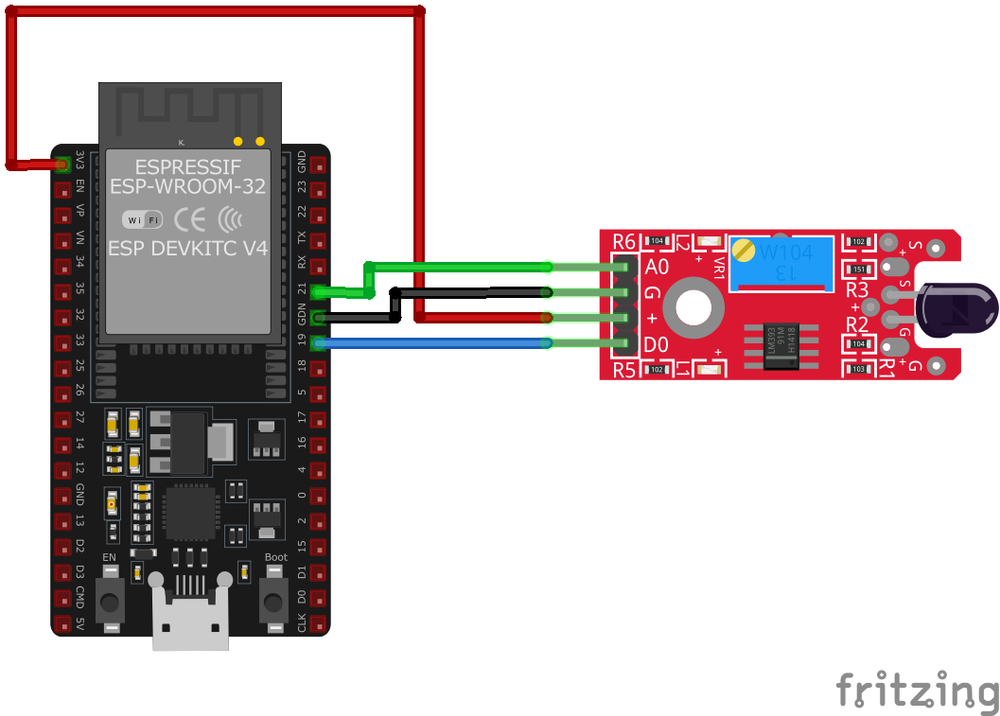 K.
ESPRESSIF
ESP-WROOM-32
Wi Fi
CE
ESP DEVKITC V4
3V3
EN
VP
VN
34
35
32
33
25
26
27
14
12
GND
13
D2
D3
CMD
5V
GND
23
22
TX
RX
21
GDN
19
18
5
17
16
4
0
2
15
D1
D0
CLK
EN
Boot
R6
104
L2
+
VR1
W104
13
102
S
+
A0
G
+
D0
151
R3
S
+
R2
G
104
+
R1
G
103
R5
102
L1
+
LM393
91M
H1418
fritzing